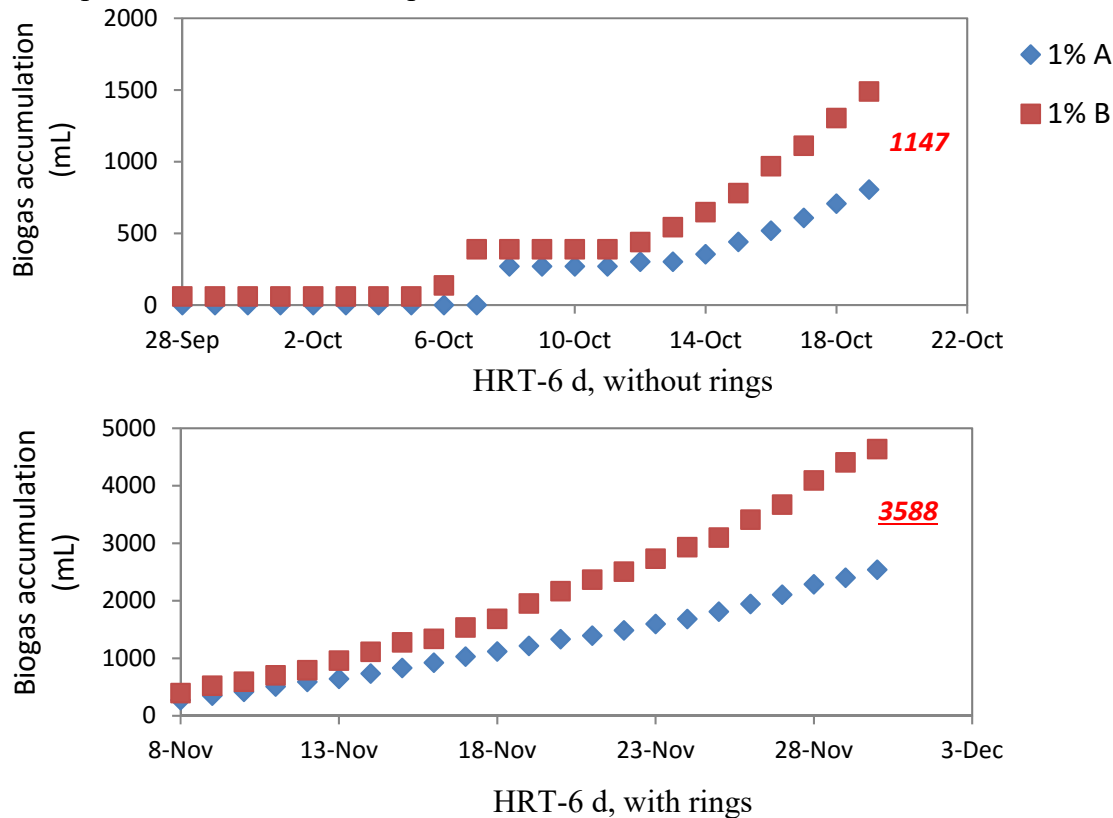 2000
1500
1000
500
0
Biogas accumulation
(mL)
1% A
1% B
1147
28-Sep 2-Oct 6-Oct 10-Oct 14-Oct 18-Oct 22-Oct
HRT-6 d, without rings
5000
4000
3000
2000
1000
0
Biogas accumulation
(mL)
3588
8-Nov 13-Nov 18-Nov 23-Nov 28-Nov 3-Dec
HRT-6 d, with rings